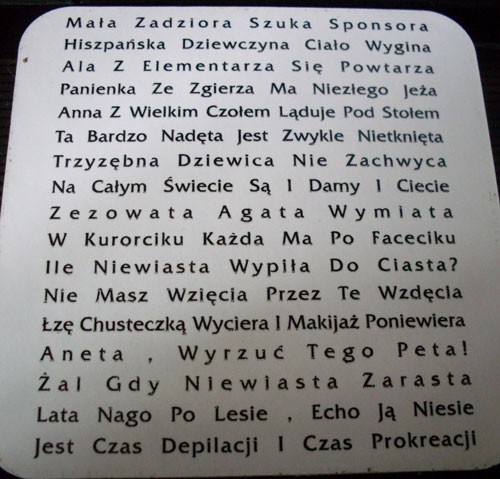 Mała Zadziora Szuka Sponsora
Hiszpańska Dziewczyna Ciało Wygina
Ala Z Elementarza Się Powtarza
Panienka Ze Zgierza Ma Niezłego Jeża
Anna Z Wielkim Czołem Ląduje Pod Stołem
Ta Bardzo Nadęta Jest Zwykle Nietknięta
Trzyzębna Dziewica Nie Zachwyca
Na Całym Świecie Są I Damy I Ciecie
Zezowata Agata Wymiata
W Kurorciku Każda Ma Po Faceciku
Ile Niewiasta Wypiła Do Ciasta?
Nie Masz Wzięcia Przez Te Wzdęcia
Łzę Chusteczką Wyciera I Makijaż Poniewiera
Aneta , Wyrzuć Tego Peta!
Żal Gdy Niewiasta Zarasta
Lata Nago Po Lesie , Echo Ją Niesie
Jest Czas Depilacji I Czas Prokreacji